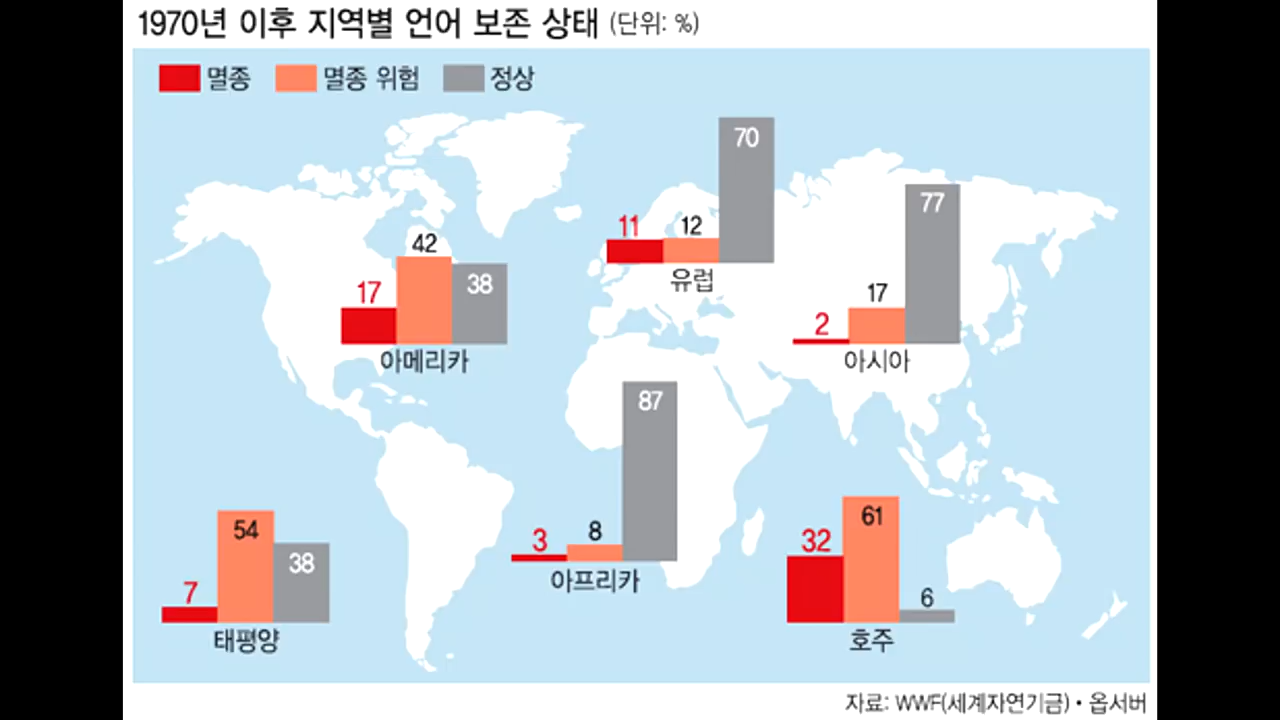 1970년 이후 지역별 언어 보존 상태 (단위: %)
멸종 멸종 위험 정상
17 42 38
아메리카
11 12 70
유럽
2 17 77
아시아
3 8 87
아프리카
7 54 38
태평양
32 61 6
호주
자료: WWF(세계자연기금)•옵서버